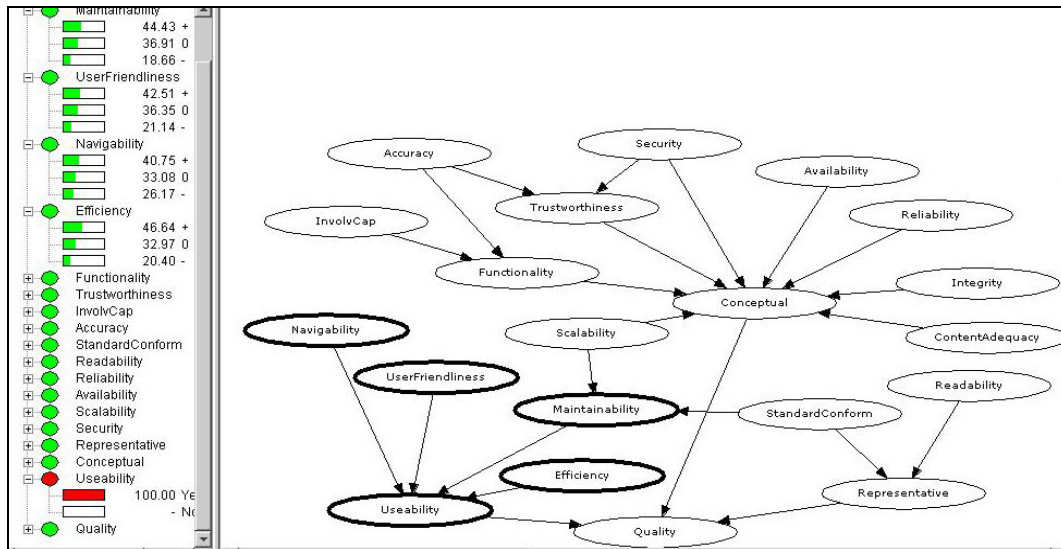 Maintainability
44.43 +
36.91 0
18.66 -
UserFriendliness
42.51 +
36.35 0
21.14 -
Navigability
40.75 +
33.08 0
26.17 -
Efficiency
46.64 +
32.97 0
20.40 -
Functionality
Trustworthiness
InvolvCap
Accuracy
StandardConform
Readability
Reliability
Availability
Scalability
Security
Representative
Conceptual
Useability
100.00 Ye
- No
Quality
Accuracy
Security
Availability
Trustworthiness
InvolvCap
Reliability
Functionality
Integrity
Conceptual
Navigability
Scalability
ContentAdequacy
UserFriendliness
Readability
Maintainability
StandardConform
Efficiency
Representative
Useability
Quality